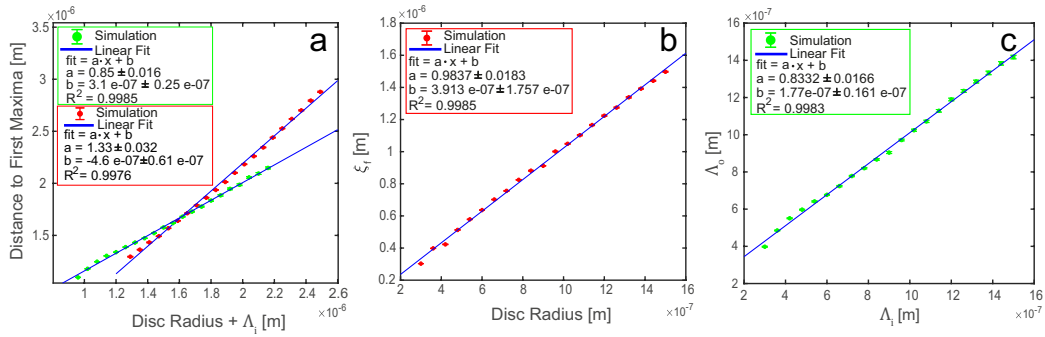 ×10⁻⁶
a
Distance to First Maxima [m]
3.5
3
2.5
2
1.5
Simulation
Linear Fit
fit = a·x + b
a = 0.85 ± 0.016
b = 3.1 e-07 ± 0.25 e-07
R² = 0.9985
Simulation
Linear Fit
fit = a·x + b
a = 1.33 ± 0.032
b = -4.6 e-07±0.61 e-07
R² = 0.9976
1 1.2 1.4 1.6 1.8 2 2.2 2.4 2.6
×10⁻⁶
Disc Radius + Λi [m]
×10⁻⁶
b
ξf [m]
1.8
1.6
1.4
1.2
1
0.8
0.6
0.4
0.2
Simulation
Linear Fit
fit = a·x + b
a = 0.9837 ± 0.0183
b = 3.913 e-07 ± 1.757 e-07
R² = 0.9985
2 4 6 8 10 12 14 16
×10⁻⁷
Disc Radius [m]
×10⁻⁷
c
Λo [m]
16
14
12
10
8
6
4
2
Simulation
Linear Fit
fit = a·x + b
a = 0.8332 ± 0.0166
b = 1.77e-07 ± 0.161 e-07
R² = 0.9983
2 4 6 8 10 12 14 16
×10⁻⁷
Λi [m]